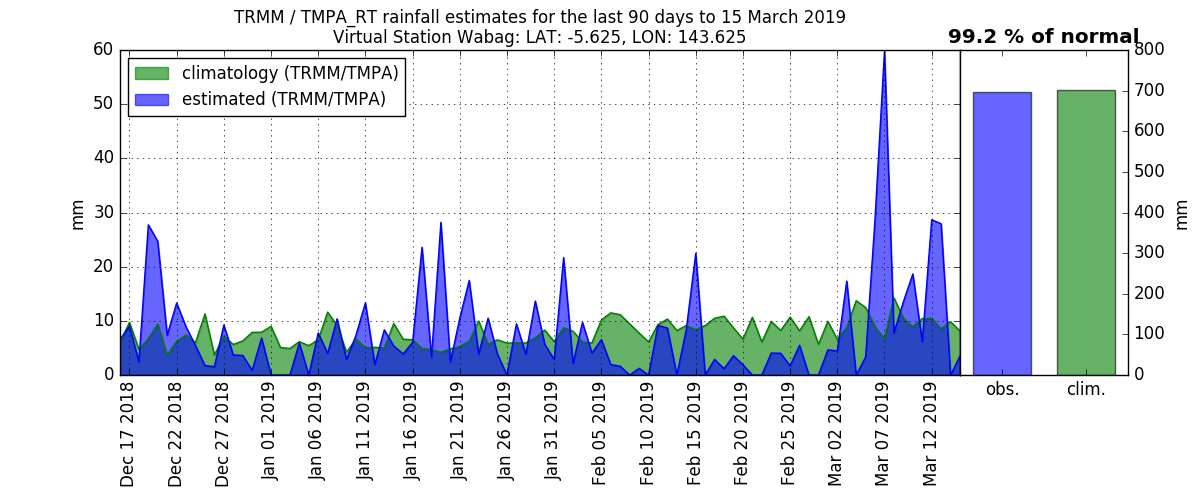 TRMM / TMPA_RT rainfall estimates for the last 90 days to 15 March 2019
Virtual Station Wabag: LAT: -5.625, LON: 143.625
99.2 % of normal
climatology (TRMM/TMPA)
estimated (TRMM/TMPA)
60
50
40
30
20
10
0
mm
800
700
600
500
400
300
200
100
0
mm
Dec 17 2018
Dec 22 2018
Dec 27 2018
Jan 01 2019
Jan 06 2019
Jan 11 2019
Jan 16 2019
Jan 21 2019
Jan 26 2019
Jan 31 2019
Feb 05 2019
Feb 10 2019
Feb 15 2019
Feb 20 2019
Feb 25 2019
Mar 02 2019
Mar 07 2019
Mar 12 2019
obs.
clim.